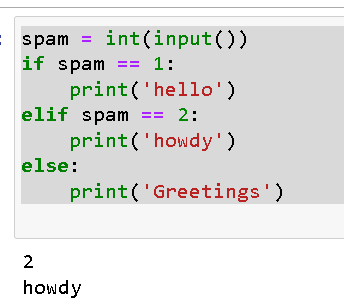 spam = int(input())
if spam == 1:
    print('hello')
elif spam == 2:
    print('howdy')
else:
    print('Greetings')
2
howdy